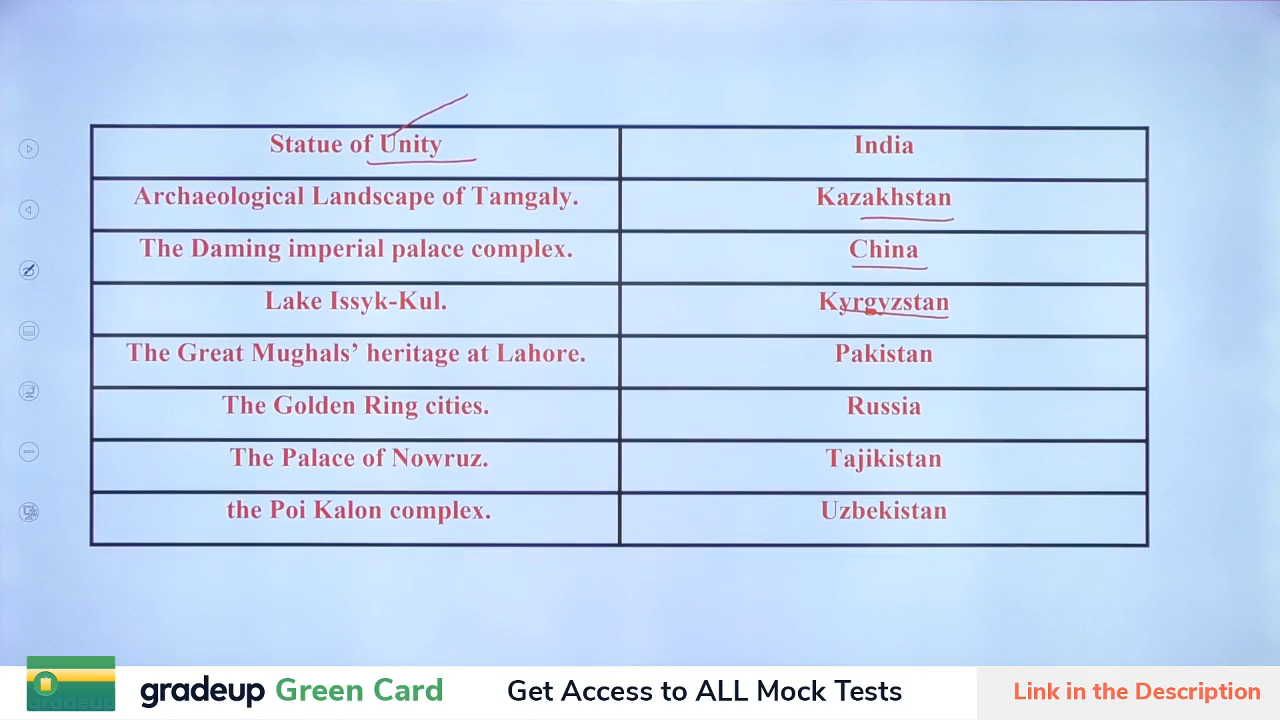 Statue of Unity India
Archaeological Landscape of Tamgaly. Kazakhstan
The Daming imperial palace complex. China
Lake Issyk-Kul. Kyrgyzstan
The Great Mughals’ heritage at Lahore. Pakistan
The Golden Ring cities. Russia
The Palace of Nowruz. Tajikistan
the Poi Kalon complex. Uzbekistan
gradeup Green Card Get Access to ALL Mock Tests Link in the Description
gradeup